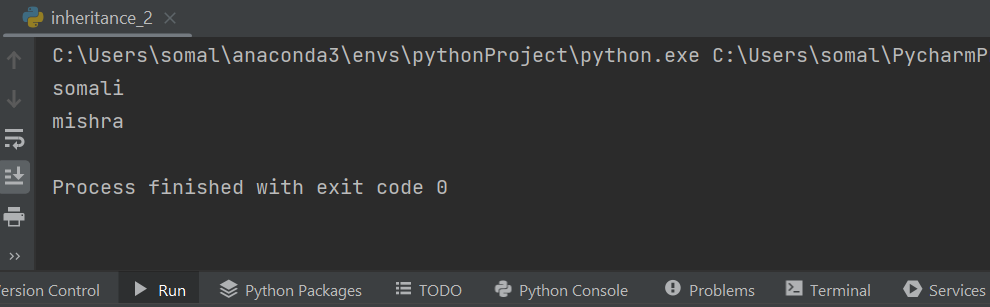 inheritance_2
C:\Users\somal\anaconda3\envs\pythonProject\python.exe C:\Users\somal\PycharmP
somali
mishra
Process finished with exit code 0
ersion Control Run Python Packages TODO Python Console Problems Terminal Services